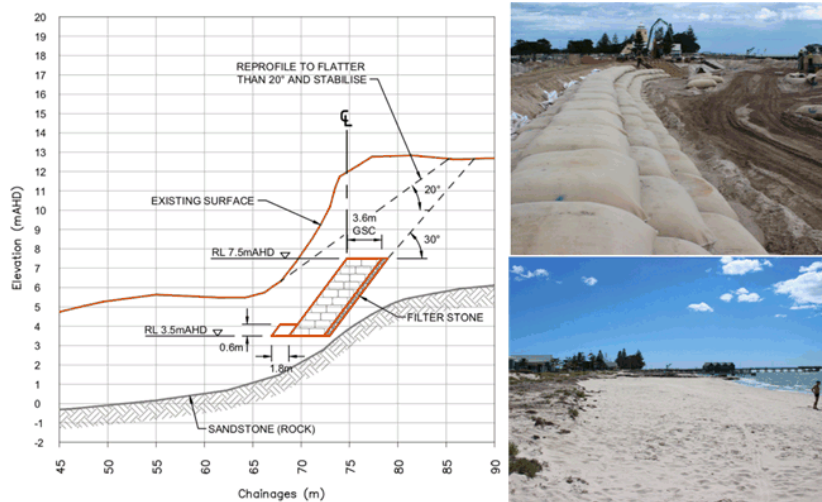 20
19
18
17
16
15
14
13
12
11
10
9
8
7
6
5
4
3
2
1
0
-1
-2
Elevation (mAHD)
REPROFILE TO FLATTER
THAN 20° AND STABILISE
CL
EXISTING SURFACE
20°
3.6m
GSC
30°
RL 7.5mAHD
FILTER STONE
RL 3.5mAHD
0.6m
1.8m
SANDSTONE (ROCK)
45
50
55
60
65
70
75
80
85
90
Chainages (m)